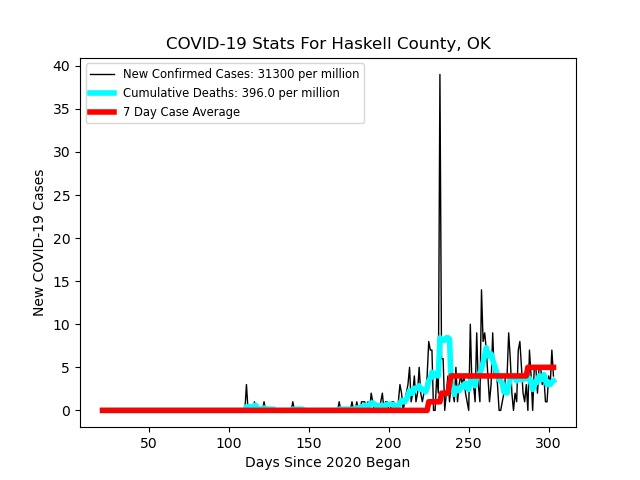 COVID-19 Stats For Haskell County, OK
New Confirmed Cases: 31300 per million
Cumulative Deaths: 396.0 per million
7 Day Case Average
New COVID-19 Cases
40
35
30
25
20
15
10
5
0
50 100 150 200 250 300
Days Since 2020 Began